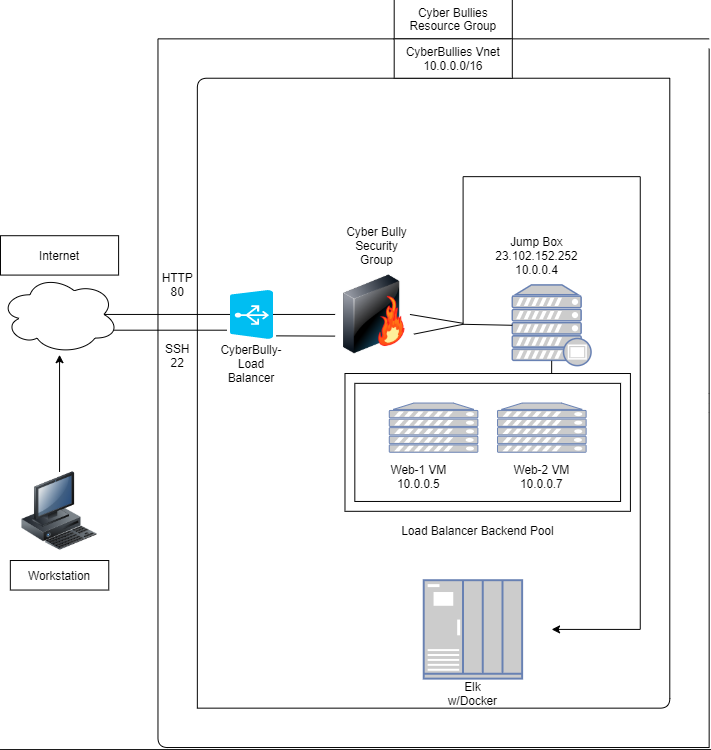 Cyber Bullies
Resource Group
CyberBullies Vnet
10.0.0.0/16
Internet
HTTP
80
SSH
22
CyberBully-
Load
Balancer
Cyber Bully
Security
Group
Jump Box
23.102.152.252
10.0.0.4
Web-1 VM
10.0.0.5
Web-2 VM
10.0.0.7
Load Balancer Backend Pool
Workstation
Elk
w/Docker